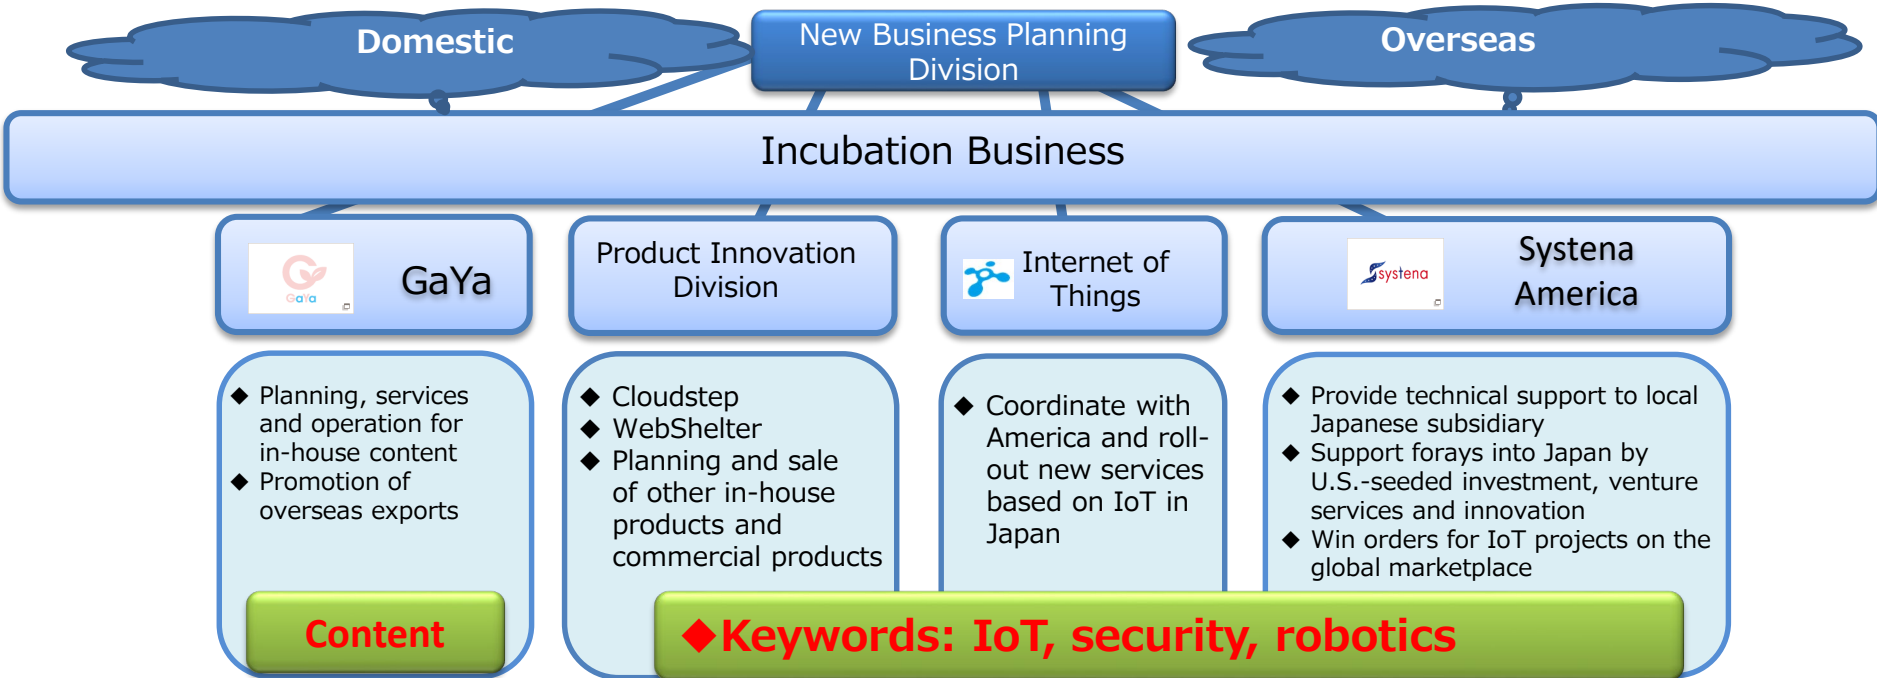 Domestic
New Business Planning
Division
Overseas
Incubation Business
GaYa
GaYa
Product Innovation
Division
Internet of
Things
systena
Systena
America
◆ Planning, services
and operation for
in-house content
◆ Promotion of
overseas exports
◆ Cloudstep
◆ WebShelter
◆ Planning and sale
of other in-house
products and
commercial products
◆ Coordinate with
America and roll-
out new services
based on IoT in
Japan
◆ Provide technical support to local
Japanese subsidiary
◆ Support forays into Japan by
U.S.-seeded investment, venture
services and innovation
◆ Win orders for IoT projects on the
global marketplace
Content
◆Keywords: IoT, security, robotics